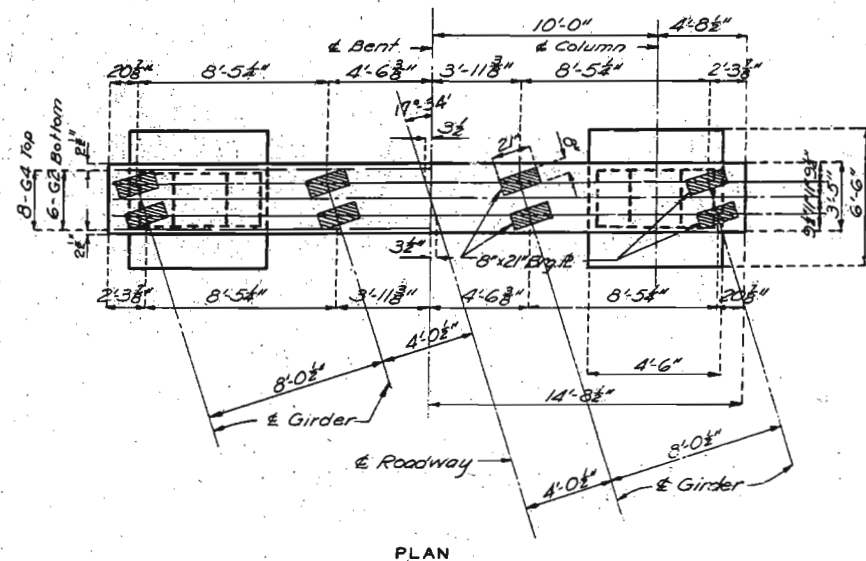 10'-0" 4'-8½"
℄ Bent
℄ Column
20⅞" 8'-5¼" 4'-6⅜" 3'-11⅜" 8'-5¼" 2'-3⅞"
17°-34'
3½
21"
8-G4 Top
6-G2 Bottom
2½"
2½"
3'-5"
6'-6"
3½"
8"x21" Brg. ℄
2'-3⅞" 8'-5¼" 3'-11⅜" 4'-6⅜" 8'-5¼" 20⅞"
4'-0½"
8'-0½"
4'-6"
14'-8½"
℄ Girder
℄ Roadway
8'-0½"
4'-0½"
℄ Girder
PLAN